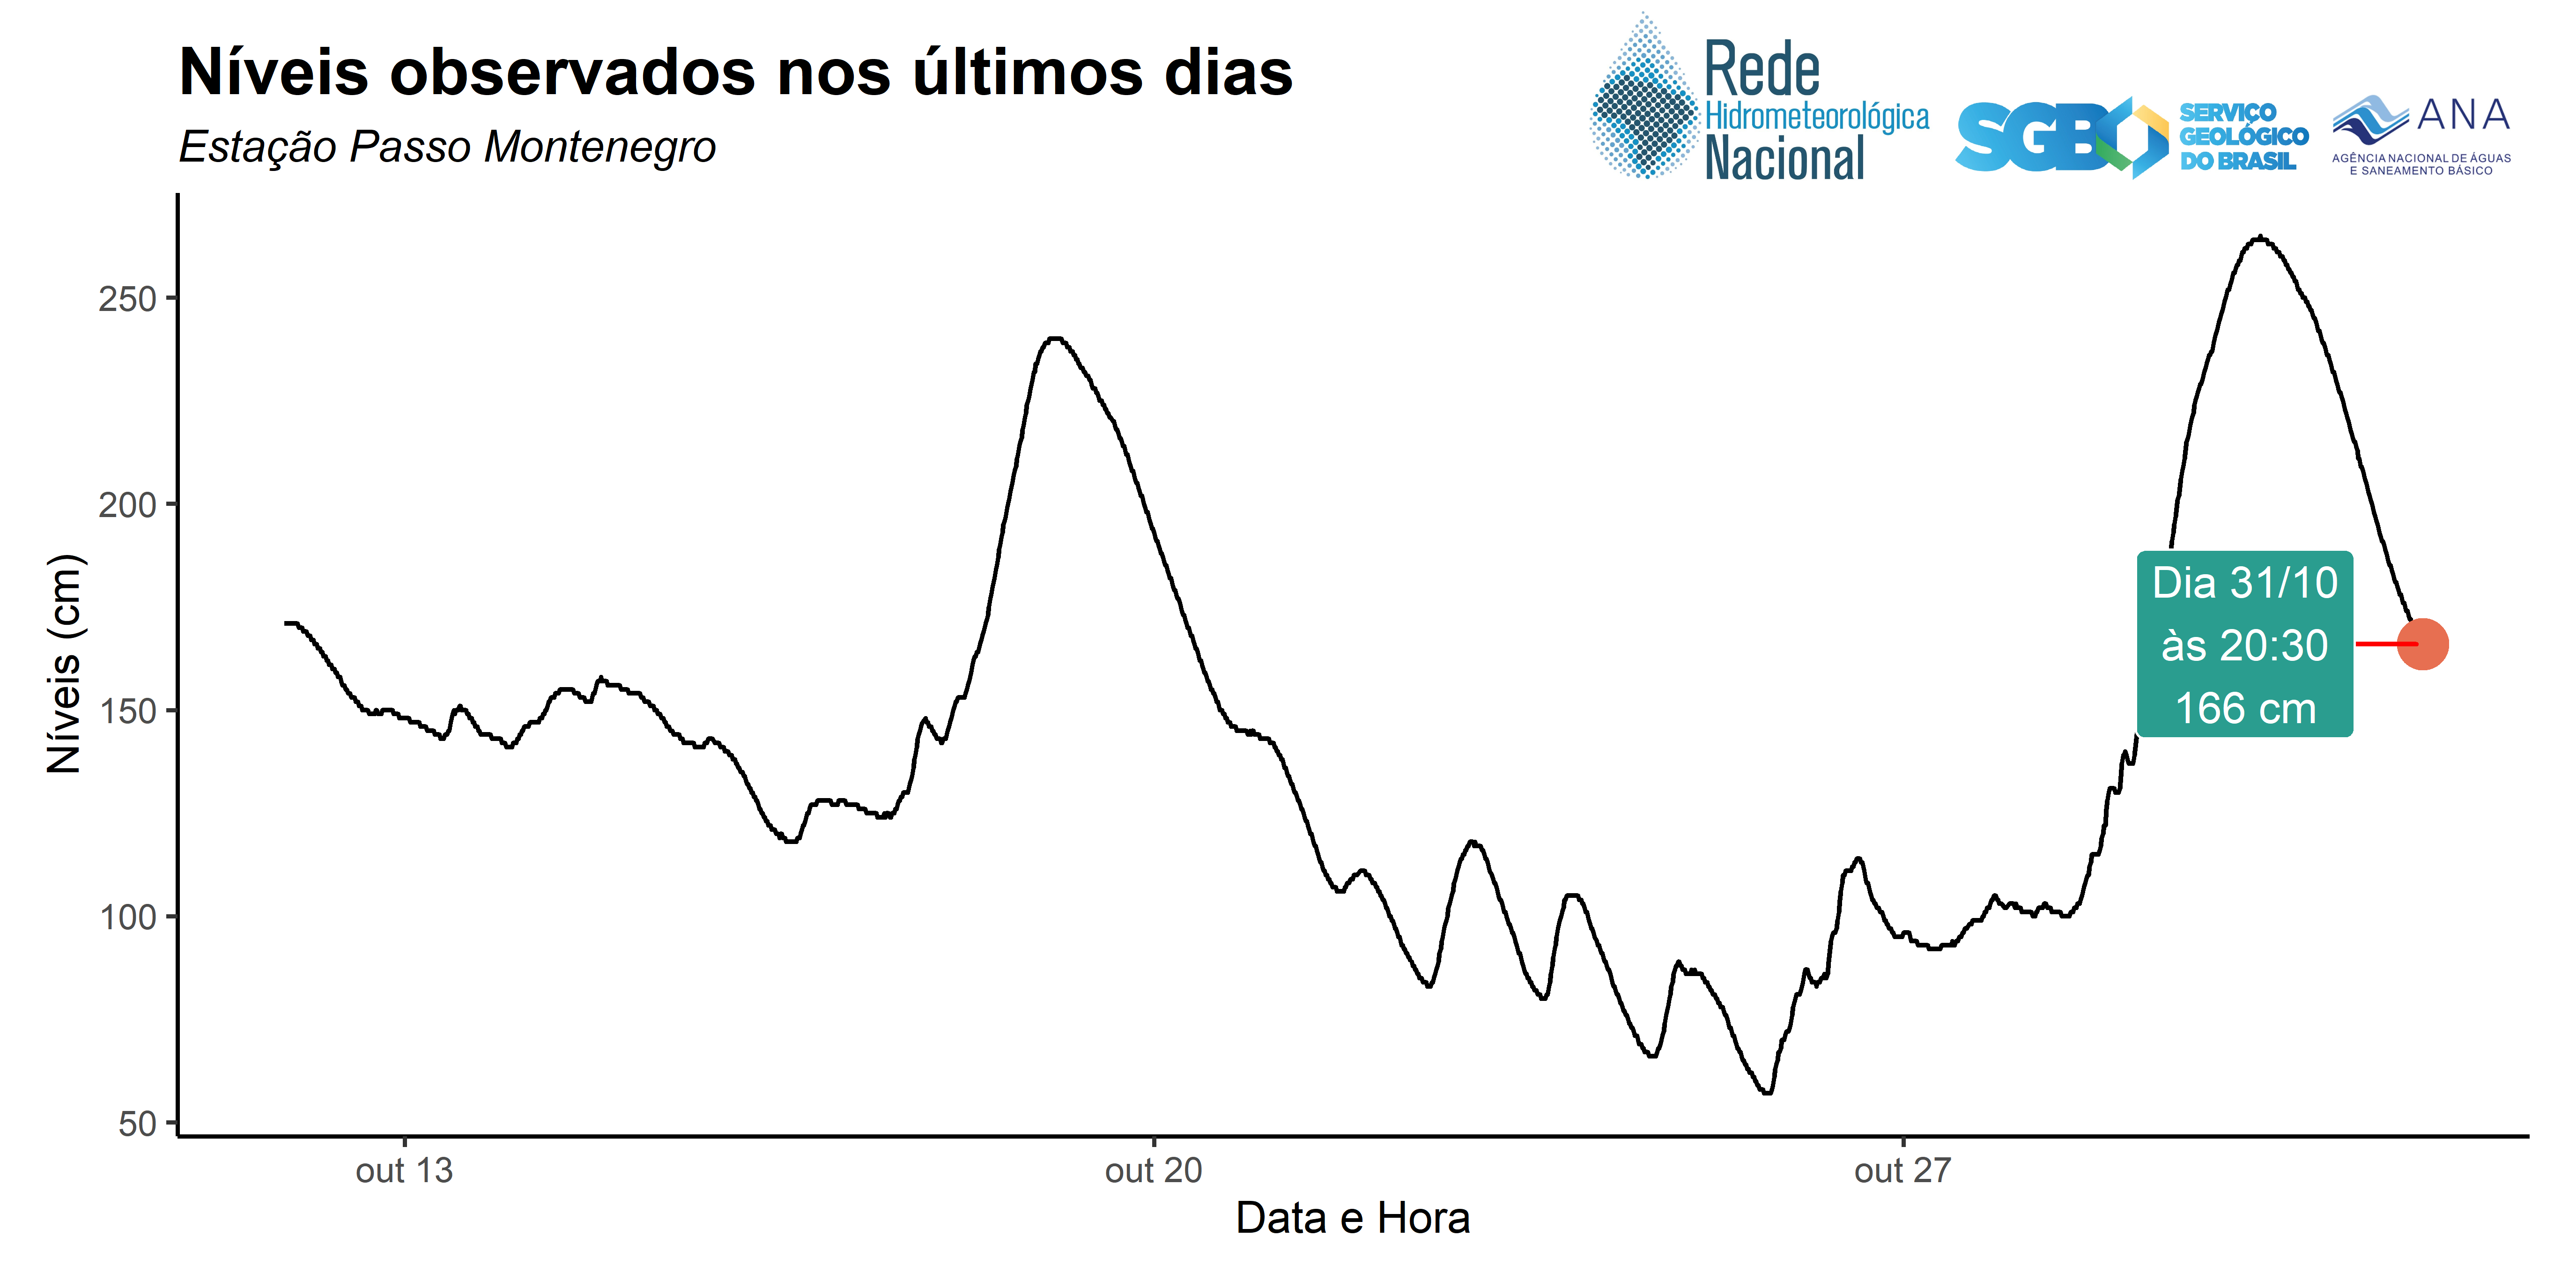 Níveis observados nos últimos dias
Estação Passo Montenegro
Rede
Hidrometeorológica
Nacional
SGB
SERVIÇO
GEOLÓGICO
DO BRASIL
ANA
AGÊNCIA NACIONAL DE ÁGUAS
E SANEAMENTO BÁSICO
Níveis (cm)
250
200
150
100
50
Dia 31/10
às 20:30
166 cm
out 13
out 20
out 27
Data e Hora